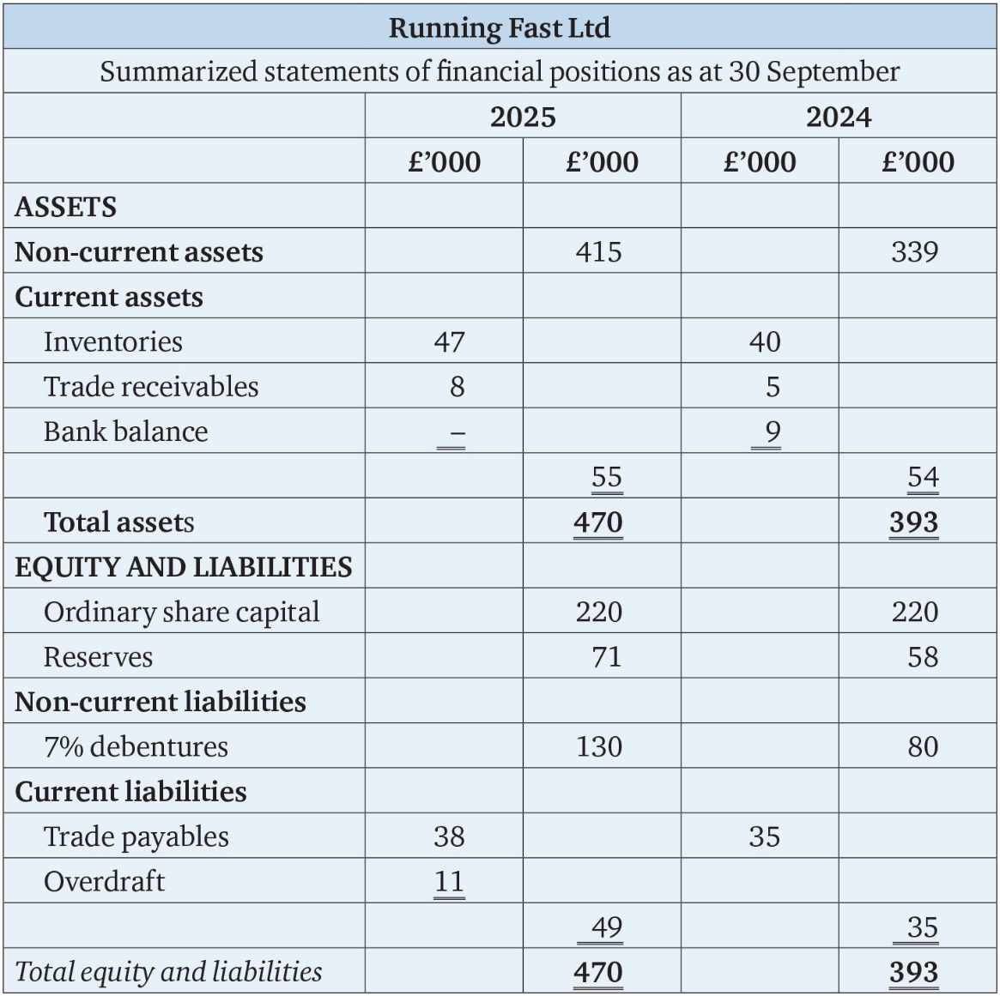 Running Fast Ltd
Summarized statements of financial positions as at 30 September
2025 2024
£’000 £’000 £’000 £’000
ASSETS
Non-current assets 415 339
Current assets
Inventories 47 40
Trade receivables 8 5
Bank balance – 9
55 54
Total assets 470 393
EQUITY AND LIABILITIES
Ordinary share capital 220 220
Reserves 71 58
Non-current liabilities
7% debentures 130 80
Current liabilities
Trade payables 38 35
Overdraft 11
49 35
Total equity and liabilities 470 393